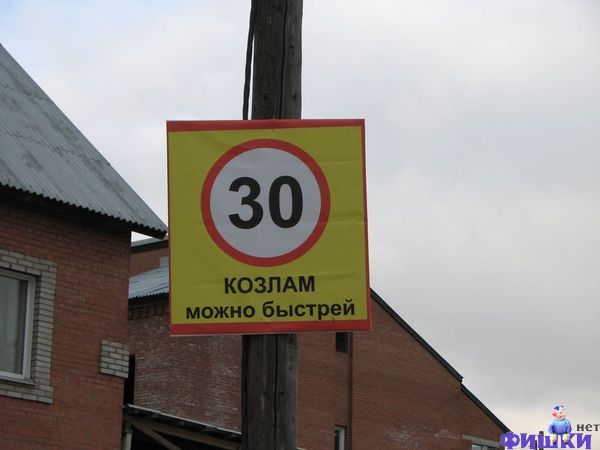 30
КОЗЛАМ
можно быстрей
нет
ФИШКИ